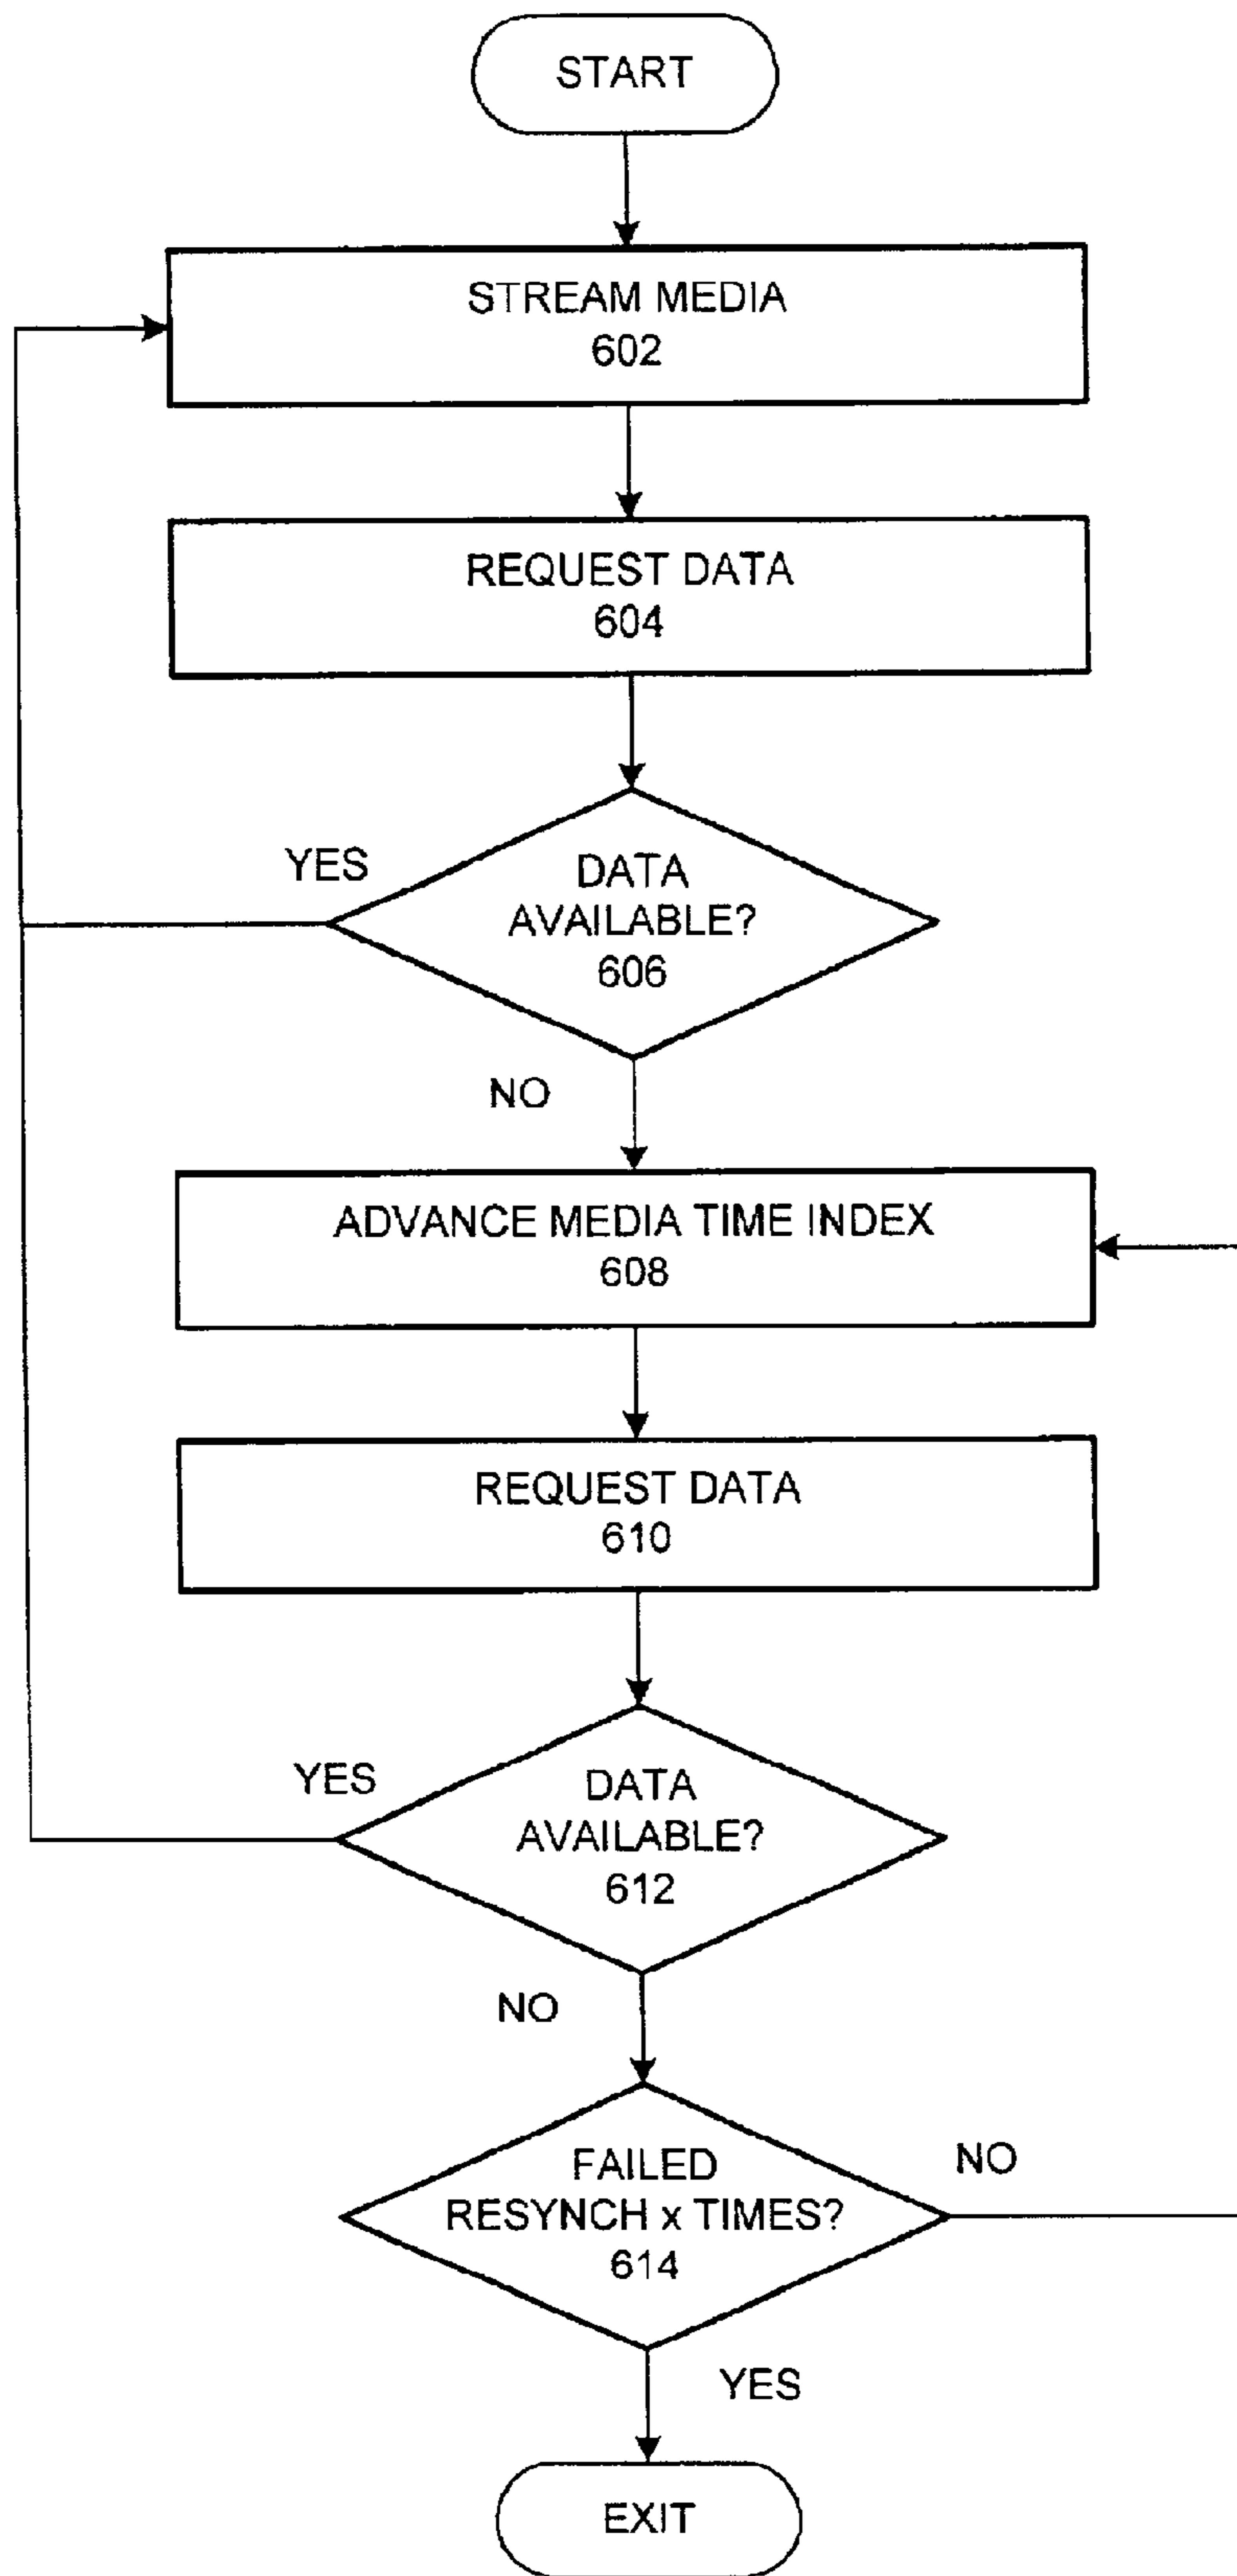 START
STREAM MEDIA
602
REQUEST DATA
604
YES
DATA
AVAILABLE?
606
NO
ADVANCE MEDIA TIME INDEX
608
REQUEST DATA
610
YES
DATA
AVAILABLE?
612
NO
FAILED
RESYNCH x TIMES?
614
NO
YES
EXIT